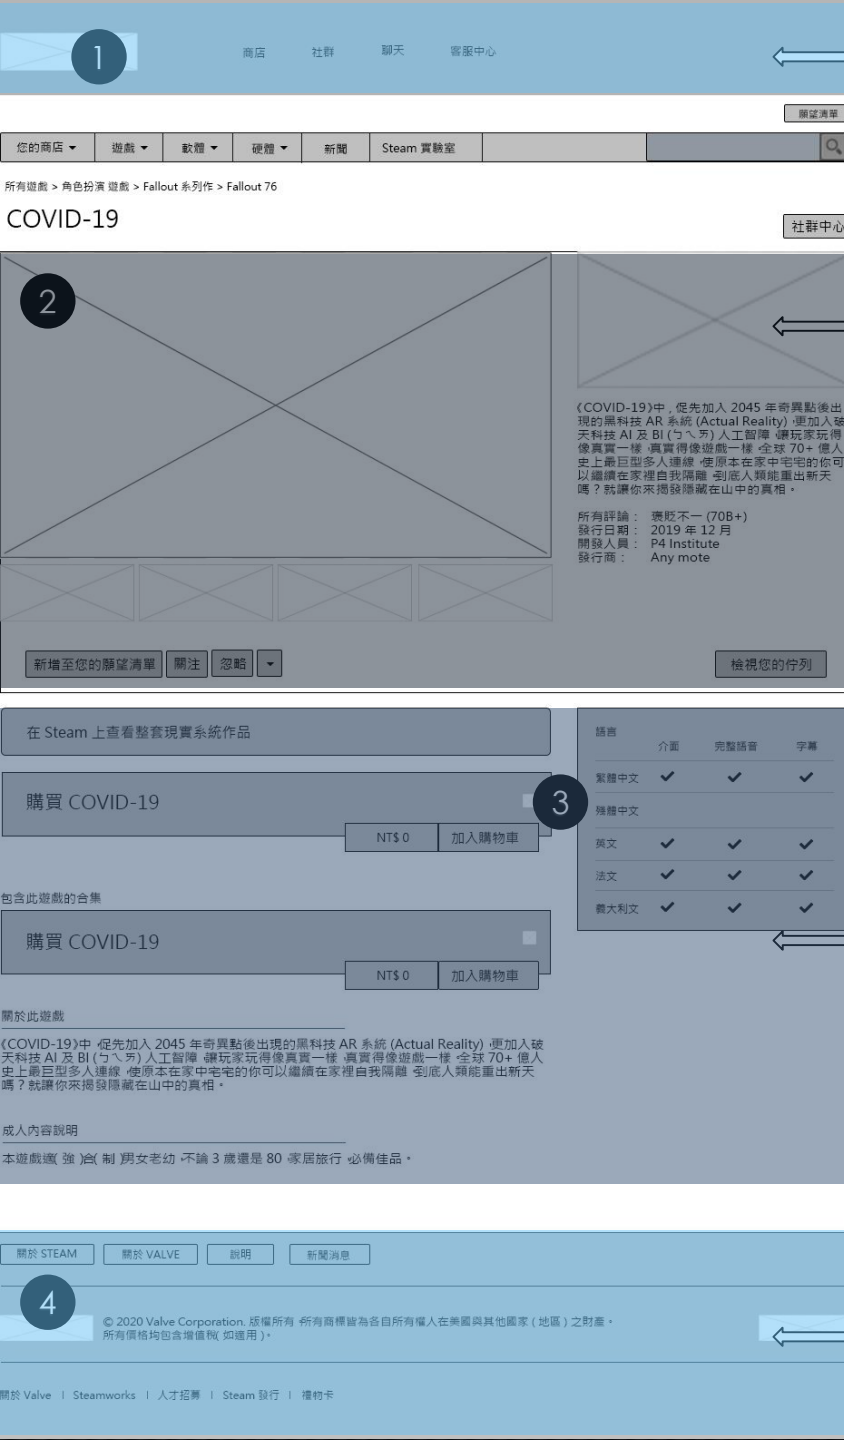 1
商店 社群 聊天 客服中心
願望清單
您的商店 遊戲 軟體 硬體 新聞 Steam 實驗室
所有遊戲 > 角色扮演 遊戲 > Fallout 系列作 > Fallout 76
COVID-19
社群中心
2
《COVID-19》中 , 促先加入 2045 年奇異點後出
現的黑科技 AR 系統 (Actual Reality) ,更加入破
天科技 AI 及 BI (ㄅㄟㄞ) 人工智障 ,讓玩家玩得
像真實一樣 ,真實得像遊戲一樣 ,全球 70+ 億人
史上最巨型多人連線 ,使原本在家中宅宅的你可
以繼續在家裡自我隔離 ,到底人類能重出新天
嗎？就讓你來揭發隱藏在山中的真相。
所有評論： 褒貶不一 (70B+)
發行日期： 2019 年 12 月
開發人員： P4 Institute
發行商： Any mote
新增至您的願望清單 關注 忽略 檢視您的佇列
在 Steam 上查看整套現實系統作品
購買 COVID-19
NT$ 0 加入購物車
包含此遊戲的合集
購買 COVID-19
NT$ 0 加入購物車
3
語言
介面 完整語音 字幕
繁體中文
殘體中文
英文
法文
義大利文
關於此遊戲
《COVID-19》中 ,促先加入 2045 年奇異點後出現的黑科技 AR 系統 (Actual Reality) ,更加入破
天科技 AI 及 BI (ㄅㄟㄞ) 人工智障 ,讓玩家玩得像真實一樣 ,真實得像遊戲一樣 ,全球 70+ 億人
史上最巨型多人連線 ,使原本在家中宅宅的你可以繼續在家裡自我隔離 ,到底人類能重出新天
嗎？就讓你來揭發隱藏在山中的真相。
成人內容說明
本遊戲適( 強 )合( 制 )男女老幼 ,不論 3 歲還是 80 ,家居旅行 ,必備佳品。
關於 STEAM 關於 VALVE 說明 新聞消息
4
© 2020 Valve Corporation. 版權所有 ,所有商標皆為各自所有權人在美國與其他國家 ( 地區 ) 之財產。
所有價格均包含增值稅( 如適用 )。
關於 Valve | Steamworks | 人才招募 | Steam 發行 | 禮物卡